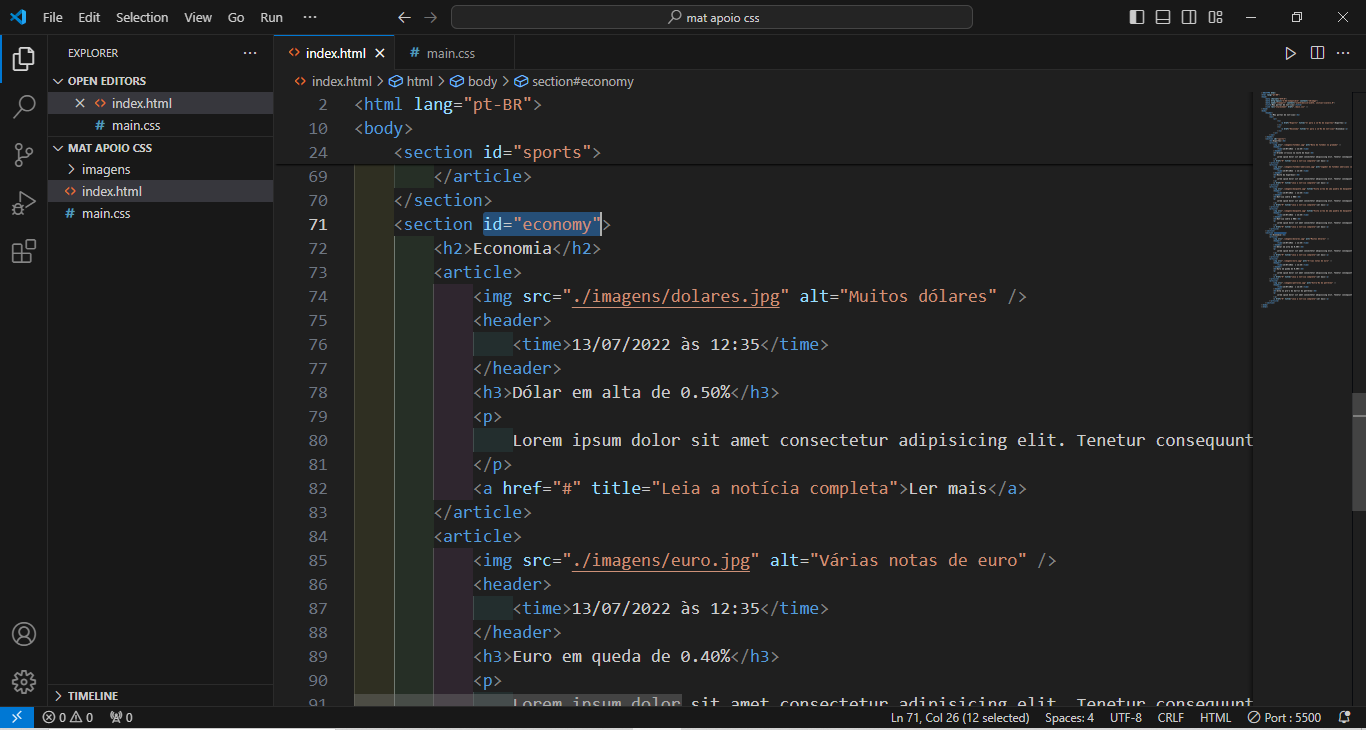 File Edit Selection View Go Run ···
mat apoio css
EXPLORER ···
OPEN EDITORS
index.html
main.css
MAT APOIO CSS
imagens
index.html
main.css
TIMELINE
index.html main.css
index.html > html > body > section#economy
2 <html lang="pt-BR">
10 <body>
24 <section id="sports">
69 </article>
70 </section>
71 <section id="economy">
72 <h2>Economia</h2>
73 <article>
74 <img src="./imagens/dolares.jpg" alt="Muitos dólares" />
75 <header>
76 <time>13/07/2022 às 12:35</time>
77 </header>
78 <h3>Dólar em alta de 0.50%</h3>
79 <p>
80 Lorem ipsum dolor sit amet consectetur adipisicing elit. Tenetur consequunt
81 </p>
82 <a href="#" title="Leia a notícia completa">Ler mais</a>
83 </article>
84 <article>
85 <img src="./imagens/euro.jpg" alt="Várias notas de euro" />
86 <header>
87 <time>13/07/2022 às 12:35</time>
88 </header>
89 <h3>Euro em queda de 0.40%</h3>
90 <p>
91 Lorem ipsum dolor sit amet consectetur adipisicing elit. Tenetur consequunt
0 0 0 Ln 71, Col 26 (12 selected) Spaces: 4 UTF-8 CRLF HTML Port : 5500